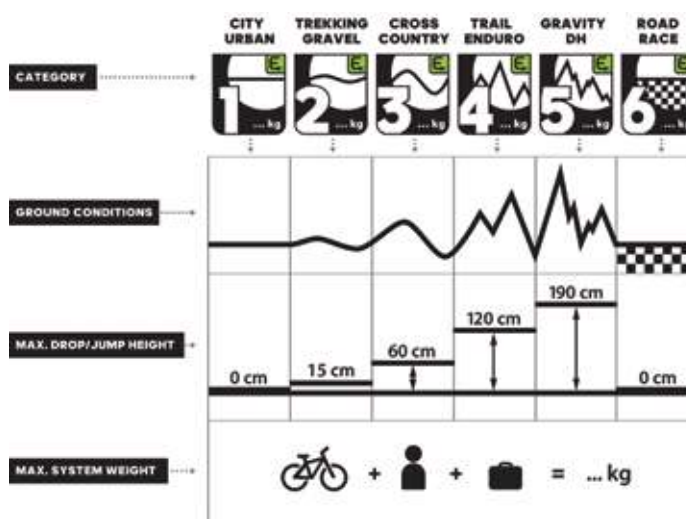 CITY URBAN
TREKKING GRAVEL
CROSS COUNTRY
TRAIL ENDURO
GRAVITY DH
ROAD RACE
CATEGORY
E E E E E E
1 2 3 4 5 6
... kg ... kg ... kg ... kg ... kg ... kg
GROUND CONDITIONS
MAX. DROP/JUMP HEIGHT
0 cm 15 cm 60 cm 120 cm 190 cm 0 cm
MAX. SYSTEM WEIGHT
+ + = ... kg